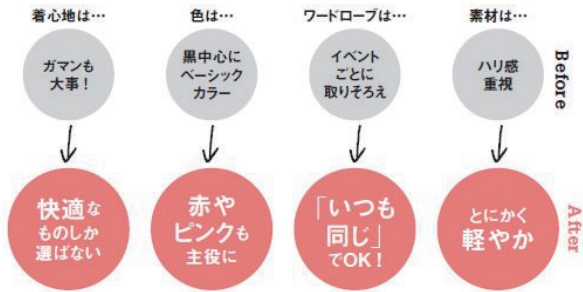 着心地は…
色は…
ワードローブは…
素材は…
ガマンも
大事！
黒中心に
ベーシック
カラー
イベント
ごとに
取りそろえ
ハリ感
重視
Before
快適な
ものしか
選ばない
赤や
ピンクも
主役に
「いつも
同じ」
でOK！
とにかく
軽やか
After